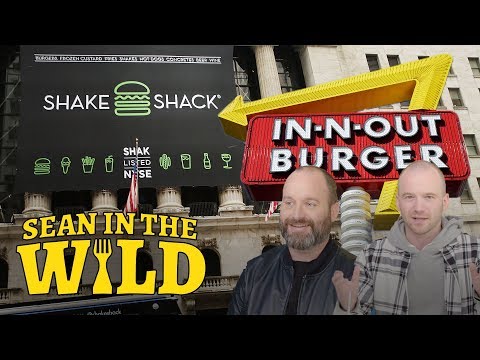 BURGERS FROZEN CUSTARD FRIES SHAKES HOT DOGS CONCRETES BEER WINE
SHAKE SHACK®
SHAK
LISTED
NYSE
IN-N-OUT
BURGER
SEAN IN THE
WILD